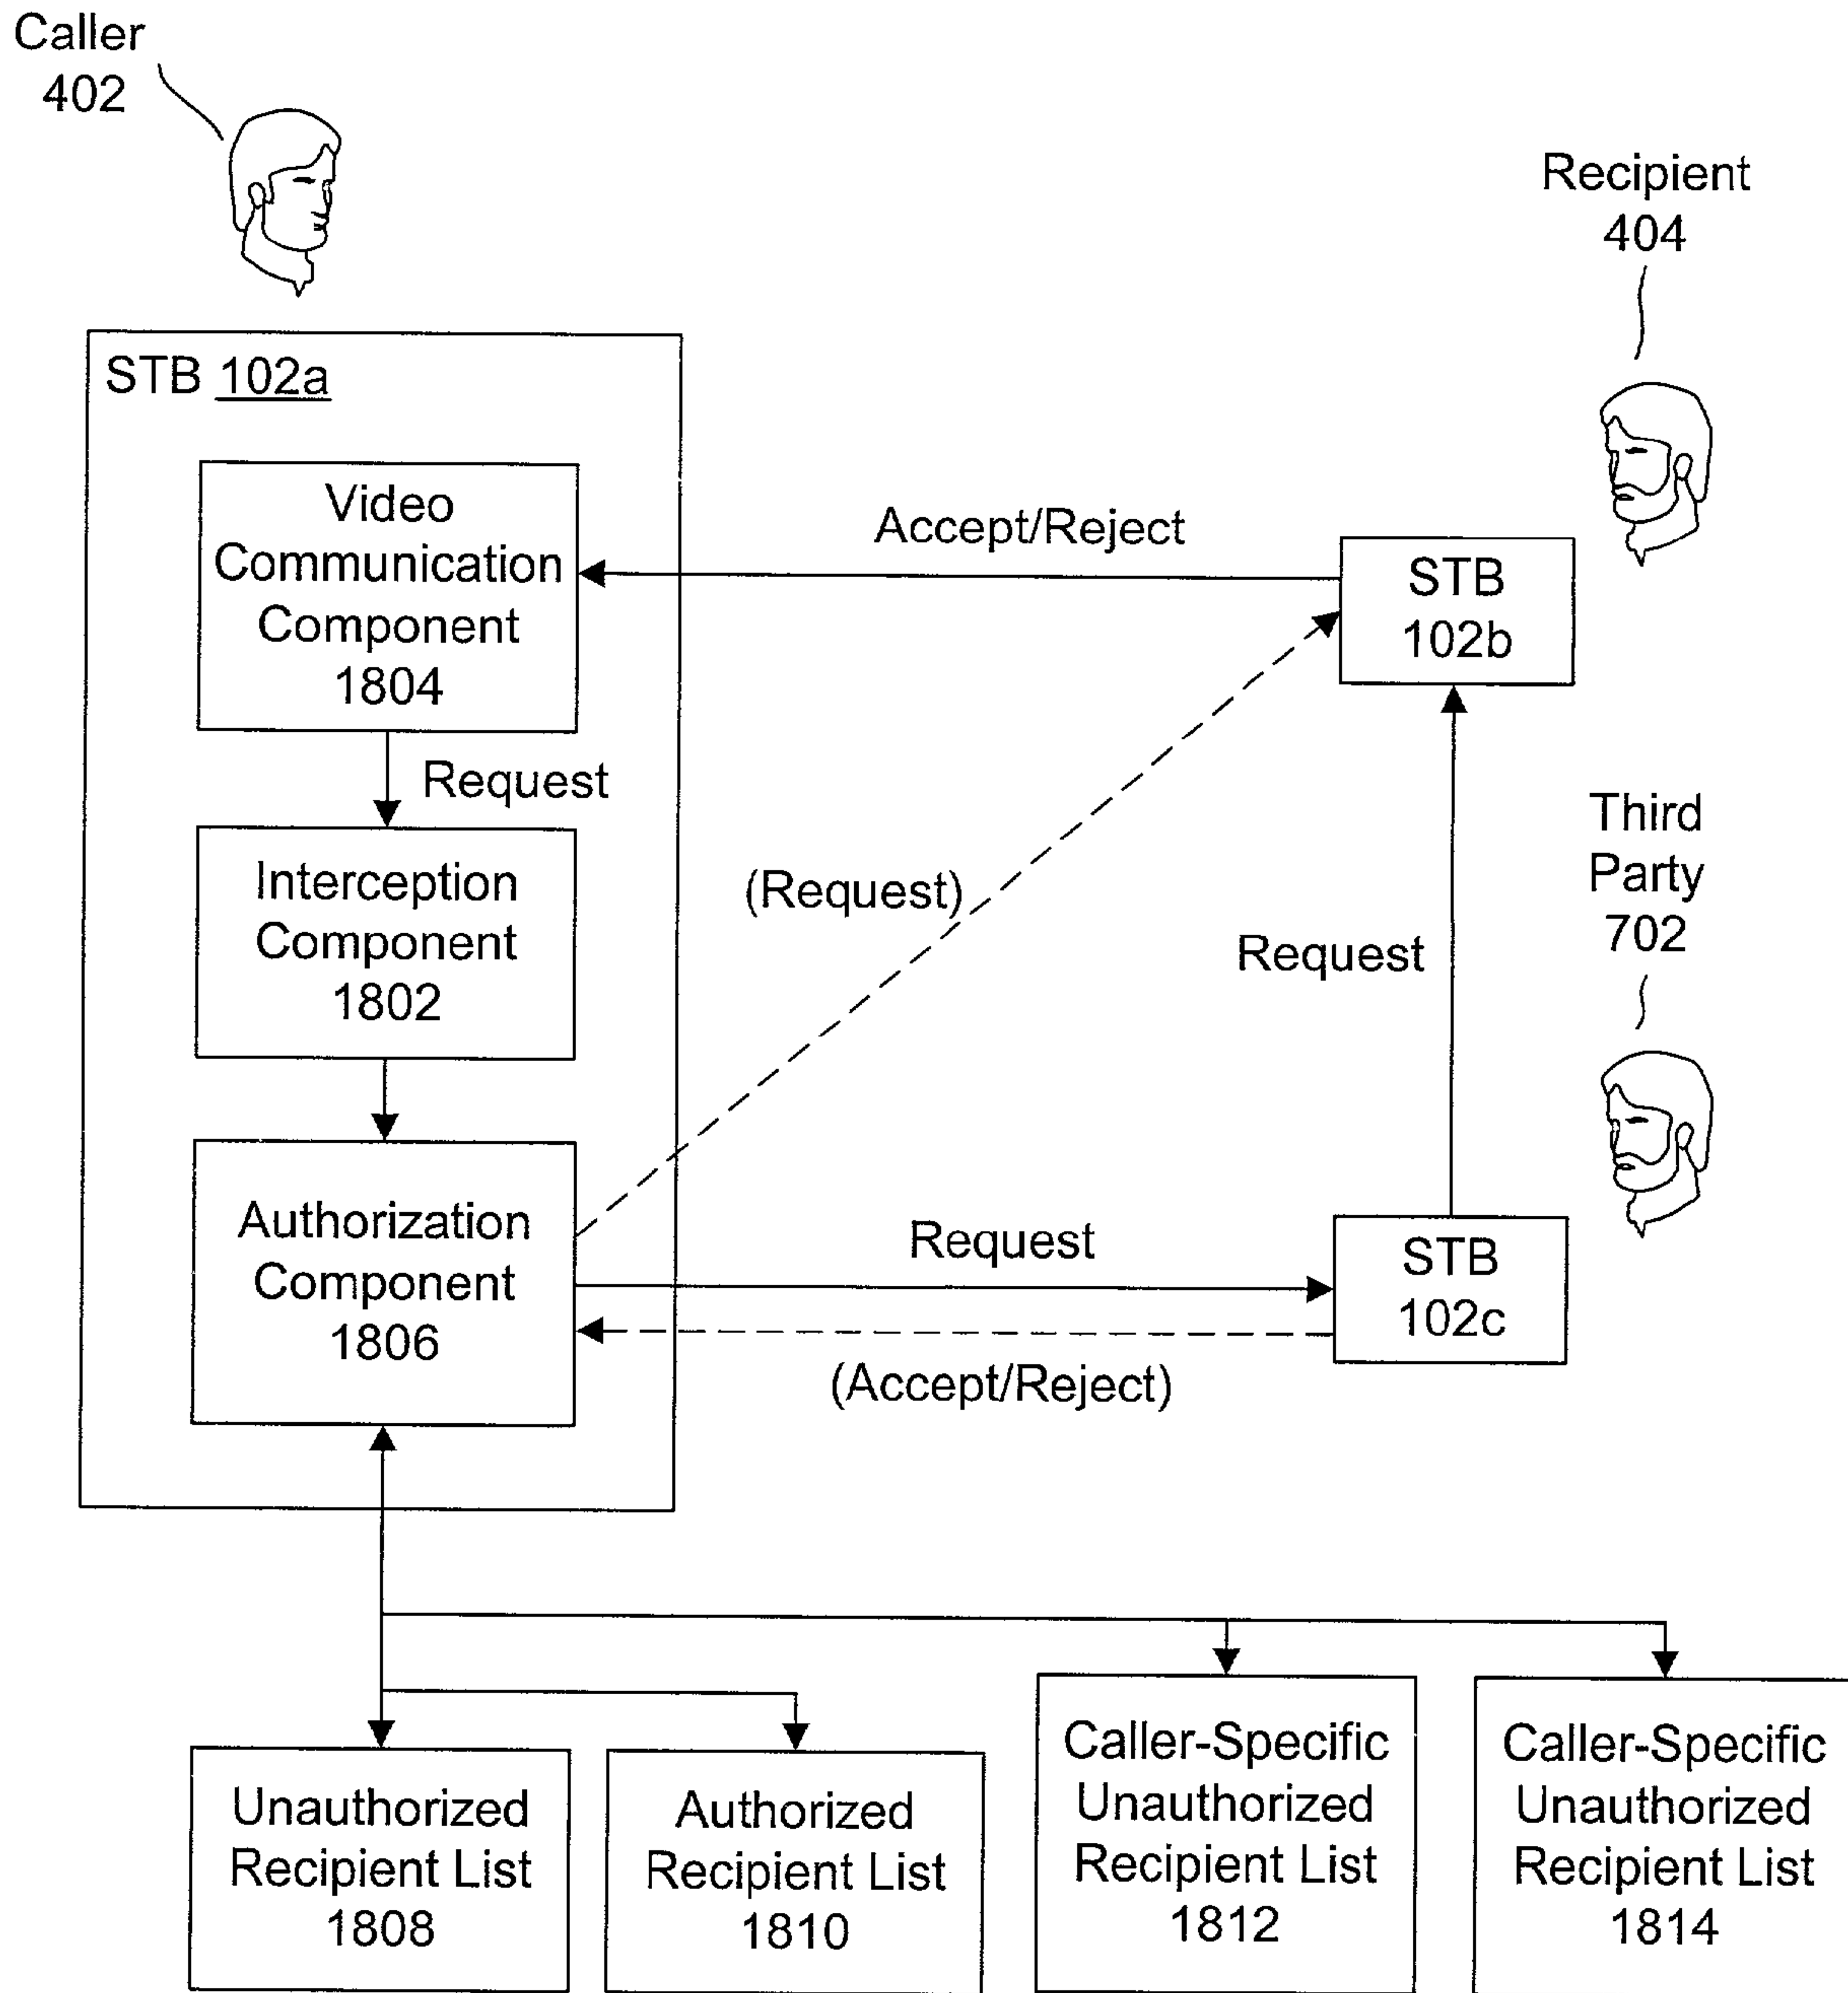 Caller
402
Recipient
404
STB 102a
Video
Communication
Component
1804
Accept/Reject
STB
102b
Request
Third
Party
702
Interception
Component
1802
(Request)
Request
Authorization
Component
1806
Request
STB
102c
(Accept/Reject)
Unauthorized
Recipient List
1808
Authorized
Recipient List
1810
Caller-Specific
Unauthorized
Recipient List
1812
Caller-Specific
Unauthorized
Recipient List
1814